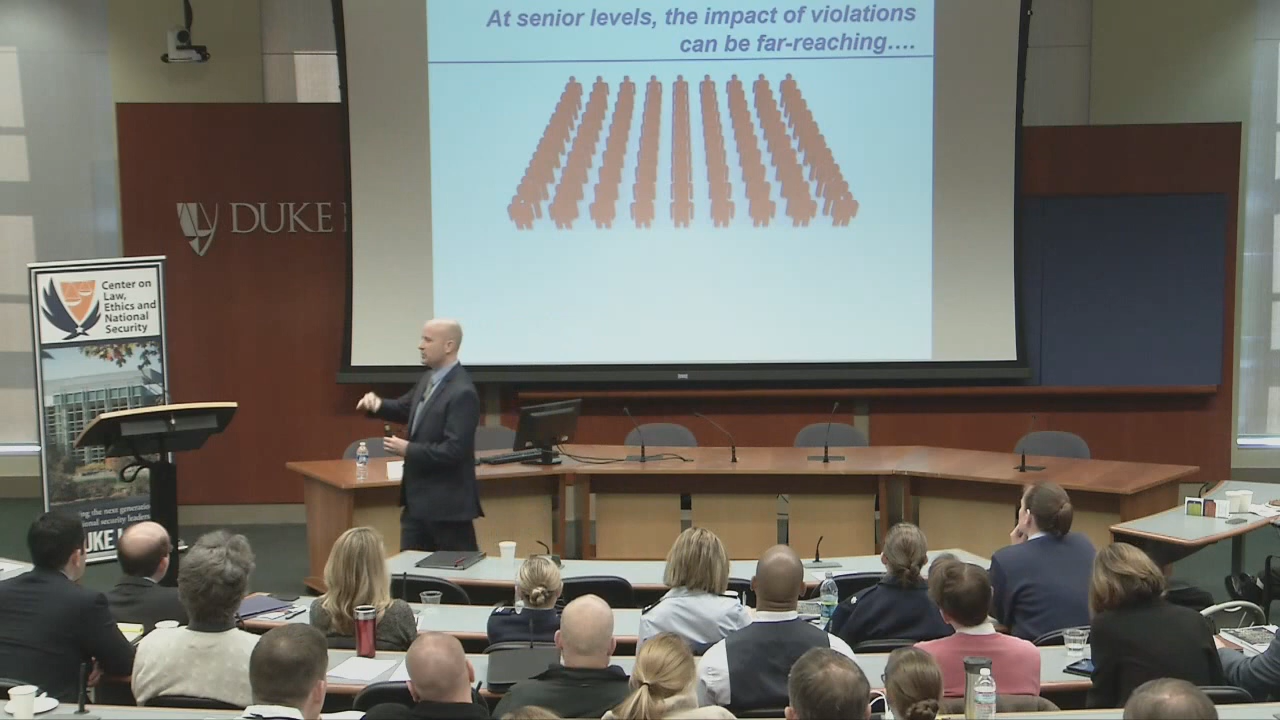 At senior levels, the impact of violations
can be far-reaching….
DUKE
Center on
Law,
Ethics and
National
Security